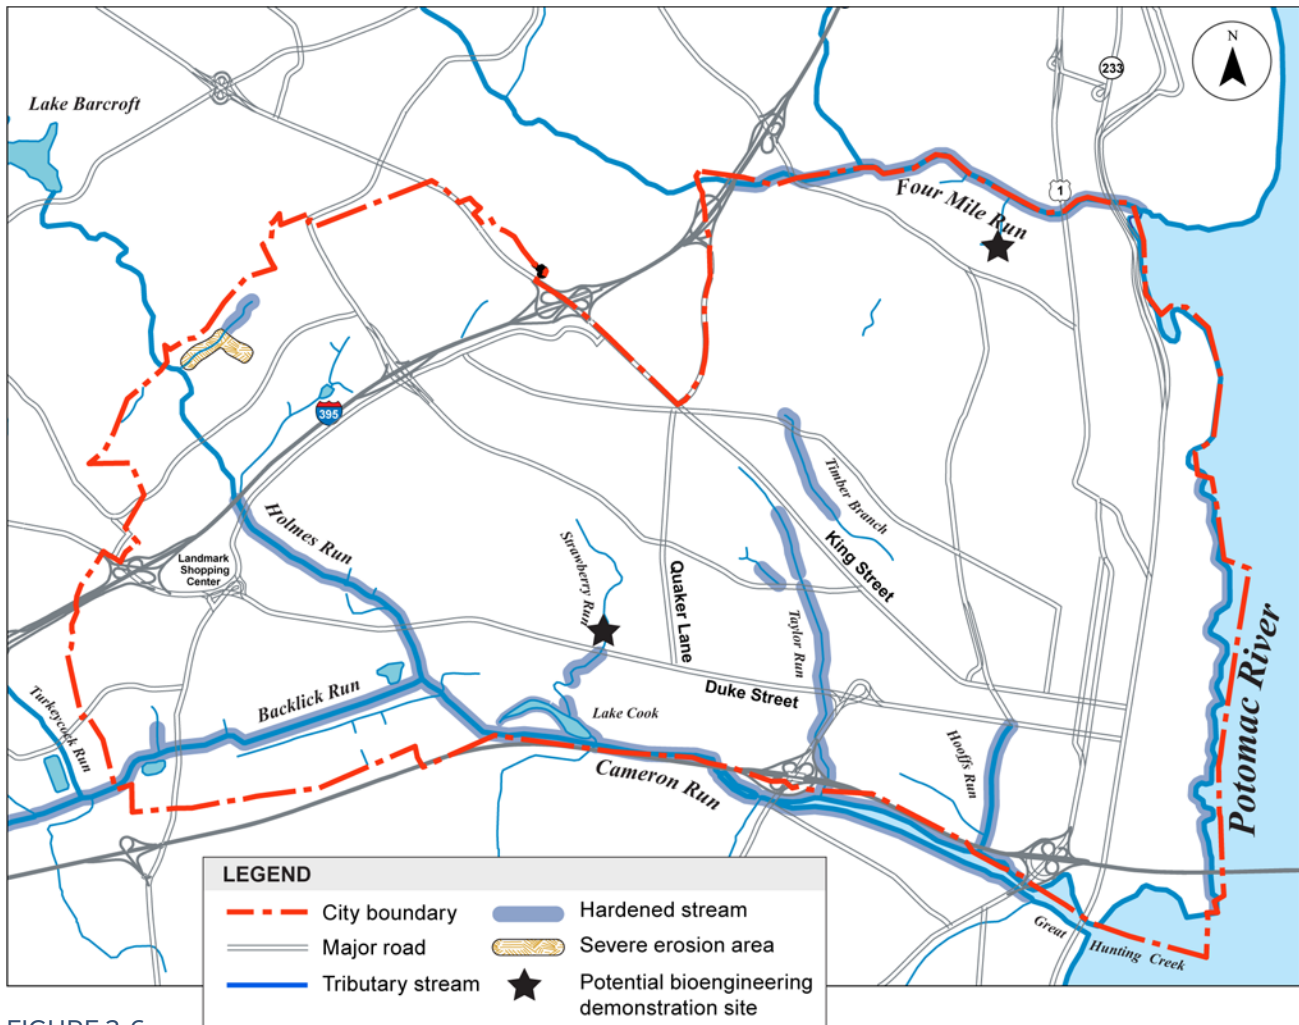 N
233
Lake Barcroft
Four Mile Run
1
395
Timber Branch
Holmes Run
King Street
Strawberry Run
Landmark
Shopping
Center
Quaker Lane
Taylor Run
Potomac River
Turkeycock Run
Backlick Run
Duke Street
Lake Cook
Hooffs Run
Cameron Run
Great
Hunting Creek
LEGEND
City boundary
Hardened stream
Major road
Severe erosion area
Tributary stream
Potential bioengineering
demonstration site